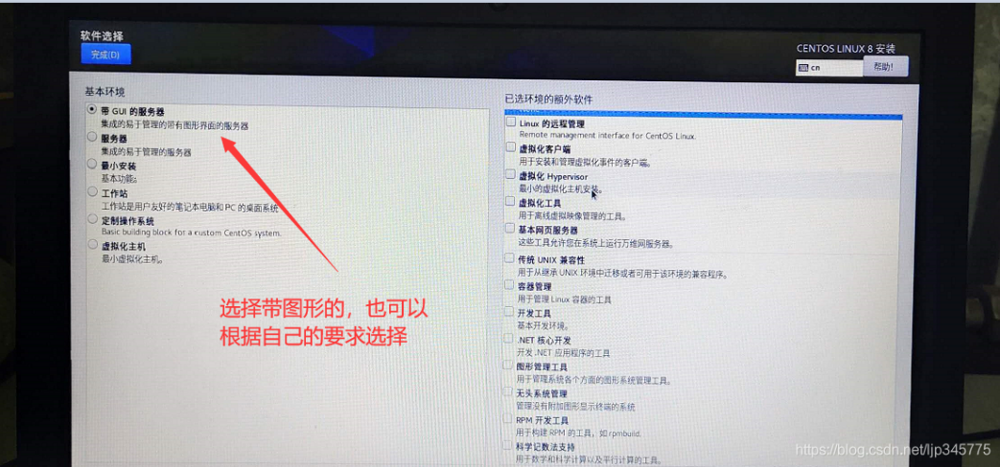 软件选择
完成(D)
CENTOS LINUX 8 安装
cn
帮助!
基本环境
带 GUI 的服务器
集成的易于管理的带有图形界面的服务器
服务器
集成的易于管理的服务器
最小安装
基本功能。
工作站
工作站是用户友好的笔记本电脑和 PC 的桌面系统
定制操作系统
Basic building block for a custom CentOS system.
虚拟化主机
最小虚拟化主机。
选择带图形的，也可以
根据自己的要求选择
已选环境的额外软件
Linux 的远程管理
Remote management interface for CentOS Linux.
虚拟化客户端
用于安装和管理虚拟化事件的客户端。
虚拟化 Hypervisor
最小的虚拟化主机安装。
虚拟化工具
用于离线虚拟映像管理的工具。
基本网页服务器
这些工具允许您在系统上运行万维网服务器。
传统 UNIX 兼容性
用于从继承 UNIX 环境中迁移或者可用于该环境的兼容程序。
容器管理
用于管理 Linux 容器的工具
开发工具
基本开发环境。
.NET 核心开发
开发 .NET 应用程序的工具
图形管理工具
用于管理系统各个方面的图形系统管理工具。
无头系统管理
管理没有附加图形显示终端的系统
RPM 开发工具
用于构建 RPM 的工具，如 rpmbuild.
科学记数法支持
用于数学和科学计算以及平行计算的工具。
https://blog.csdn.net/ljp345775